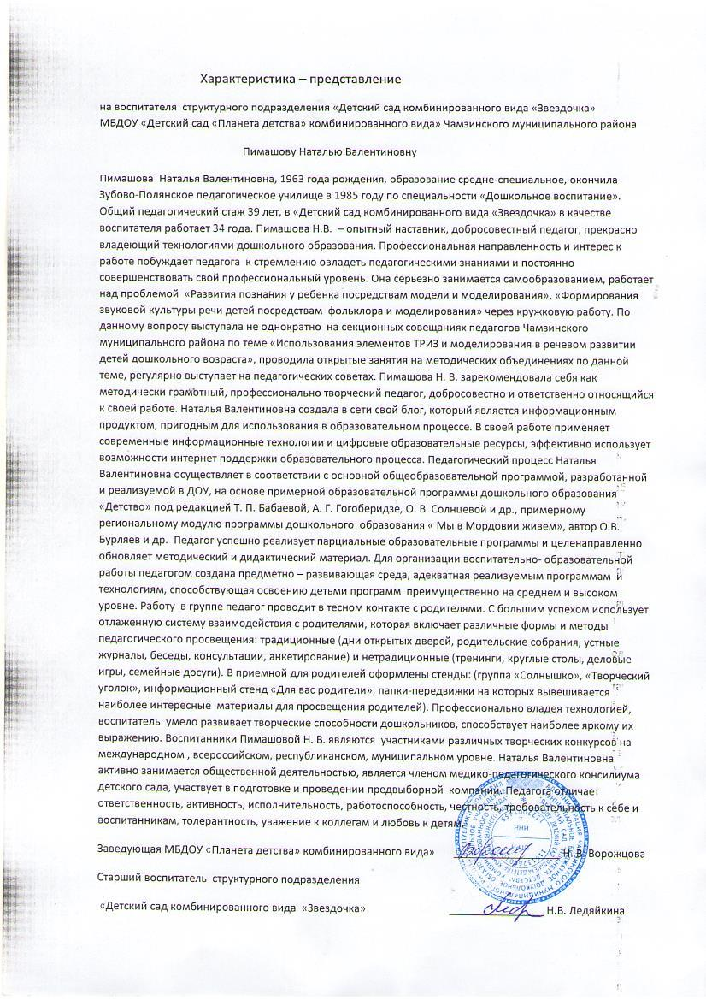 Характеристика – представление
на воспитателя структурного подразделения «Детский сад комбинированного вида «Звездочка»
МБДОУ «Детский сад «Планета детства» комбинированного вида» Чамзинского муниципального района
Пимашову Наталью Валентиновну
Пимашова Наталья Валентиновна, 1963 года рождения, образование средне-специальное, окончила
Зубово-Полянское педагогическое училище в 1985 году по специальности «Дошкольное воспитание».
Общий педагогический стаж 39 лет, в «Детский сад комбинированного вида «Звездочка» в качестве
воспитателя работает 34 года. Пимашова Н.В. – опытный наставник, добросовестный педагог, прекрасно
владеющий технологиями дошкольного образования. Профессиональная направленность и интерес к
работе побуждает педагога к стремлению овладеть педагогическими знаниями и постоянно
совершенствовать свой профессиональный уровень. Она серьезно занимается самообразованием, работает
над проблемой «Развития познания у ребенка посредствам модели и моделирования», «Формирования
звуковой культуры речи детей посредствам фольклора и моделирования» через кружковую работу. По
данному вопросу выступала не однократно на секционных совещаниях педагогов Чамзинского
муниципального района по теме «Использования элементов ТРИЗ и моделирования в речевом развитии
детей дошкольного возраста», проводила открытые занятия на методических объединениях по данной
теме, регулярно выступает на педагогических советах. Пимашова Н. В. зарекомендовала себя как
методически грамотный, профессионально творческий педагог, добросовестно и ответственно относящийся
к своей работе. Наталья Валентиновна создала в сети свой блог, который является информационным
продуктом, пригодным для использования в образовательном процессе. В своей работе применяет
современные информационные технологии и цифровые образовательные ресурсы, эффективно использует
возможности интернет поддержки образовательного процесса. Педагогический процесс Наталья
Валентиновна осуществляет в соответствии с основной общеобразовательной программой, разработанной
и реализуемой в ДОУ, на основе примерной образовательной программы дошкольного образования
«Детство» под редакцией Т. П. Бабаевой, А. Г. Гогоберидзе, О. В. Солнцевой и др., примерному
региональному модулю программы дошкольного образования « Мы в Мордовии живем», автор О.В.
Бурляев и др. Педагог успешно реализует парциальные образовательные программы и целенаправленно
обновляет методический и дидактический материал. Для организации воспитательно- образовательной
работы педагогом создана предметно – развивающая среда, адекватная реализуемым программам и
технологиям, способствующая освоению детьми программ преимущественно на среднем и высоком
уровне. Работу в группе педагог проводит в тесном контакте с родителями. С большим успехом использует
отлаженную систему взаимодействия с родителями, которая включает различные формы и методы
педагогического просвещения: традиционные (дни открытых дверей, родительские собрания, устные
журналы, беседы, консультации, анкетирование) и нетрадиционные (тренинги, круглые столы, деловые
игры, семейные досуги). В приемной для родителей оформлены стенды: (группа «Солнышко», «Творческий
уголок», информационный стенд «Для вас родители», папки-передвижки на которых вывешивается
наиболее интересные материалы для просвещения родителей). Профессионально владея технологией,
воспитатель умело развивает творческие способности дошкольников, способствует наиболее яркому их
выражению. Воспитанники Пимашовой Н. В. являются участниками различных творческих конкурсов на
международном , всероссийском, республиканском, муниципальном уровне. Наталья Валентиновна
активно занимается общественной деятельностью, является членом медико-педагогического консилиума
детского сада, участвует в подготовке и проведении предвыборной компании. Педагога отличает
ответственность, активность, исполнительность, работоспособность, честность, требовательность к себе и
воспитанникам, толерантность, уважение к коллегам и любовь к детям
Заведующая МБДОУ «Планета детства» комбинированного вида» Н. В. Ворожцова
Старший воспитатель структурного подразделения
«Детский сад комбинированного вида «Звездочка» Н.В. Ледяйкина